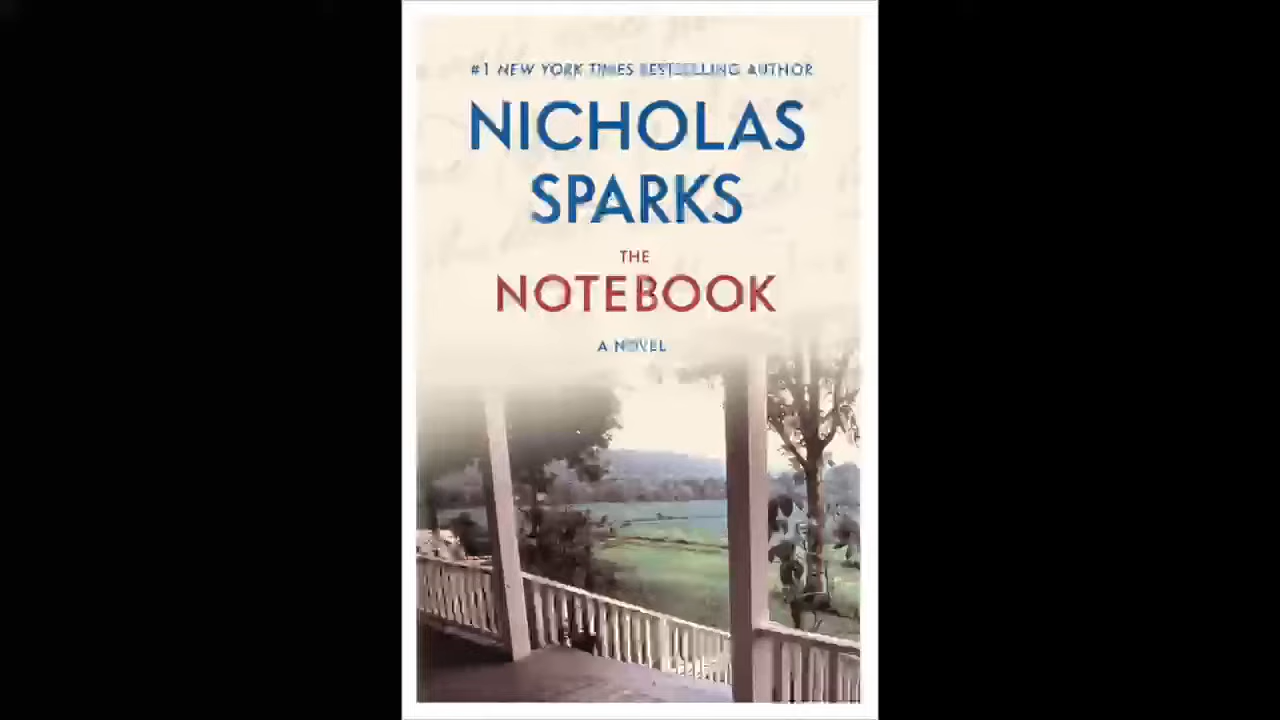 #1 NEW YORK TIMES BESTSELLING AUTHOR
NICHOLAS
SPARKS
THE
NOTEBOOK
A NOVEL